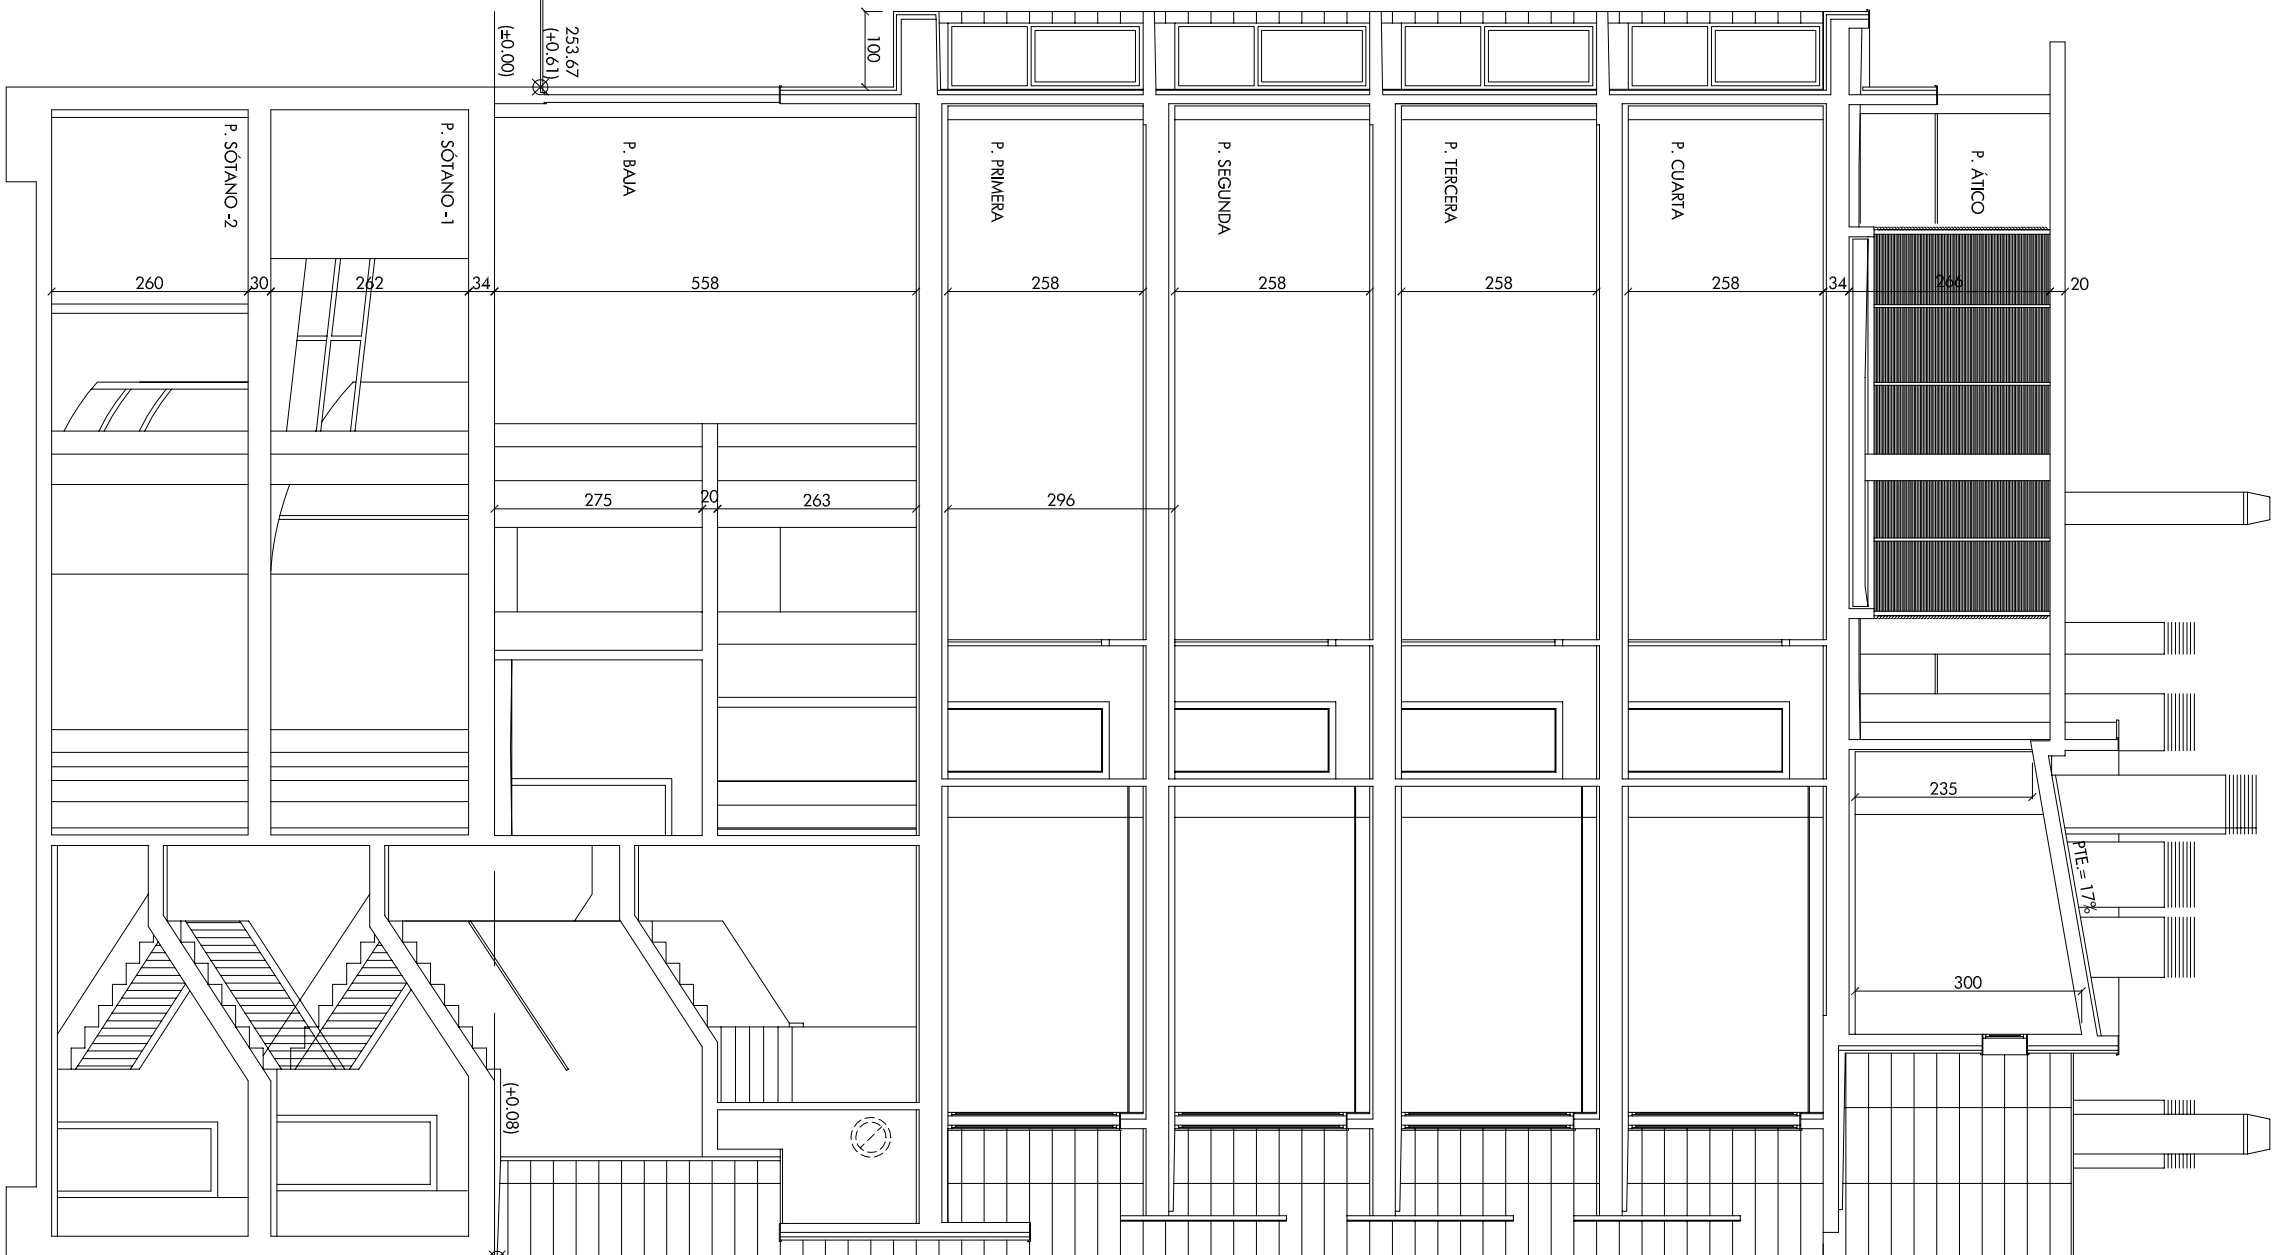 (±0.00)
253.67
(+0.61)
100
P. SÓTANO -2
P. SÓTANO -1
P. BAJA
P. PRIMERA
P. SEGUNDA
P. TERCERA
P. CUARTA
P. ÁTICO
260
30
262
34
558
258
258
258
258
34
266
20
275
20
263
296
235
PTE.= 17%
300
(+0.08)